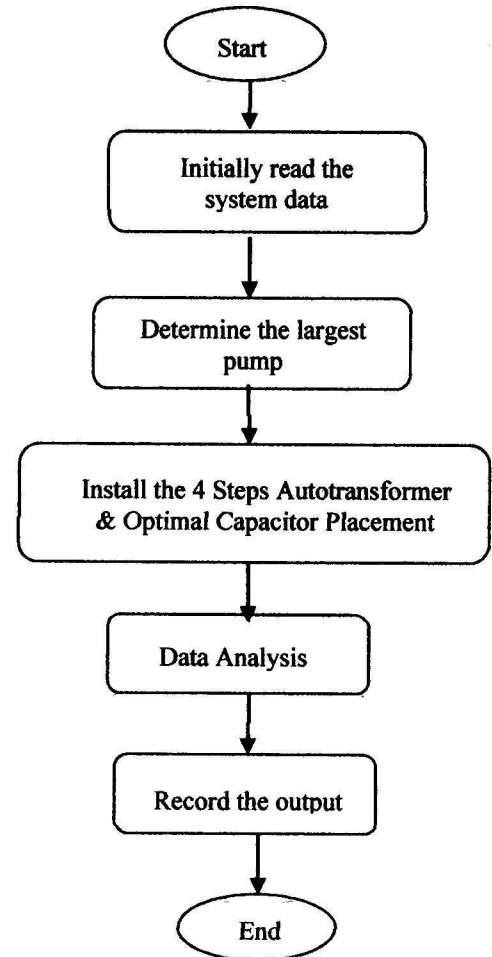 Start
Initially read the
system data
Determine the largest
pump
Install the 4 Steps Autotransformer
& Optimal Capacitor Placement
Data Analysis
Record the output
End